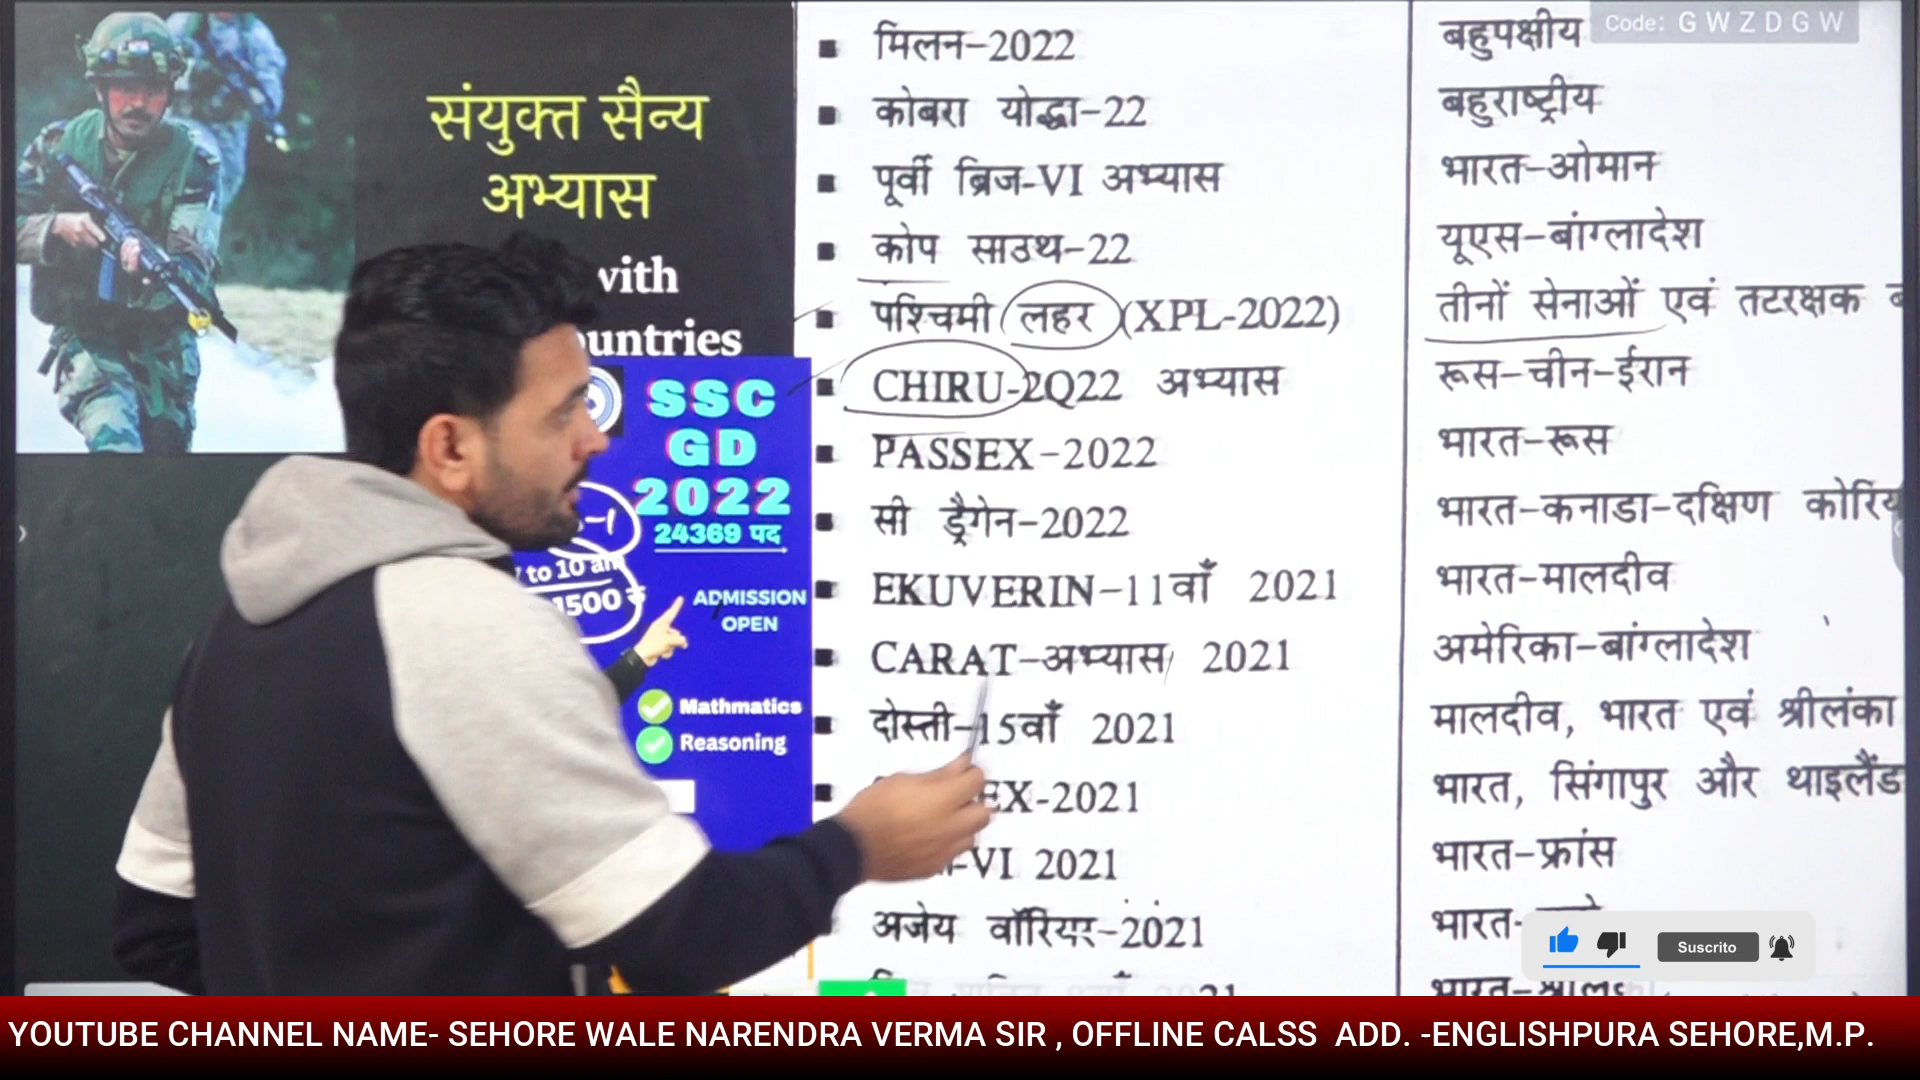 संयुक्त सैन्य
अभ्यास
with
SSC
GD
2022
24369 पद
to 10 am
1500
ADMISSION
OPEN
Mathmatics
Reasoning
Code: GWZDGW
मिलन-2022 बहुपक्षीय
कोबरा योद्धा-22 बहुराष्ट्रीय
पूर्वी ब्रिज-VI अभ्यास भारत-ओमान
कोप साउथ-22 यूएस-बांग्लादेश
पश्चिमी लहर (XPL-2022) तीनों सेनाओं एवं तटरक्षक
CHIRU-2Q22 अभ्यास रूस-चीन-ईरान
PASSEX-2022 भारत-रूस
सी ड्रैगेन-2022 भारत-कनाडा-दक्षिण
EKUVERIN-11वाँ 2021 भारत-मालदीव
CARAT-अभ्यास 2021 अमेरिका-बांग्लादेश
दोस्ती-15वाँ 2021 मालदीव, भारत एवं श्रीलंका
EX-2021 भारत, सिंगापुर और थाइलैंड
-VI 2021 भारत-फ्रांस
अजेय वॉरियर-2021 भारत-
Suscrito
YOUTUBE CHANNEL NAME- SEHORE WALE NARENDRA VERMA SIR , OFFLINE CALSS ADD. -ENGLISHPURA SEHORE,M.P.